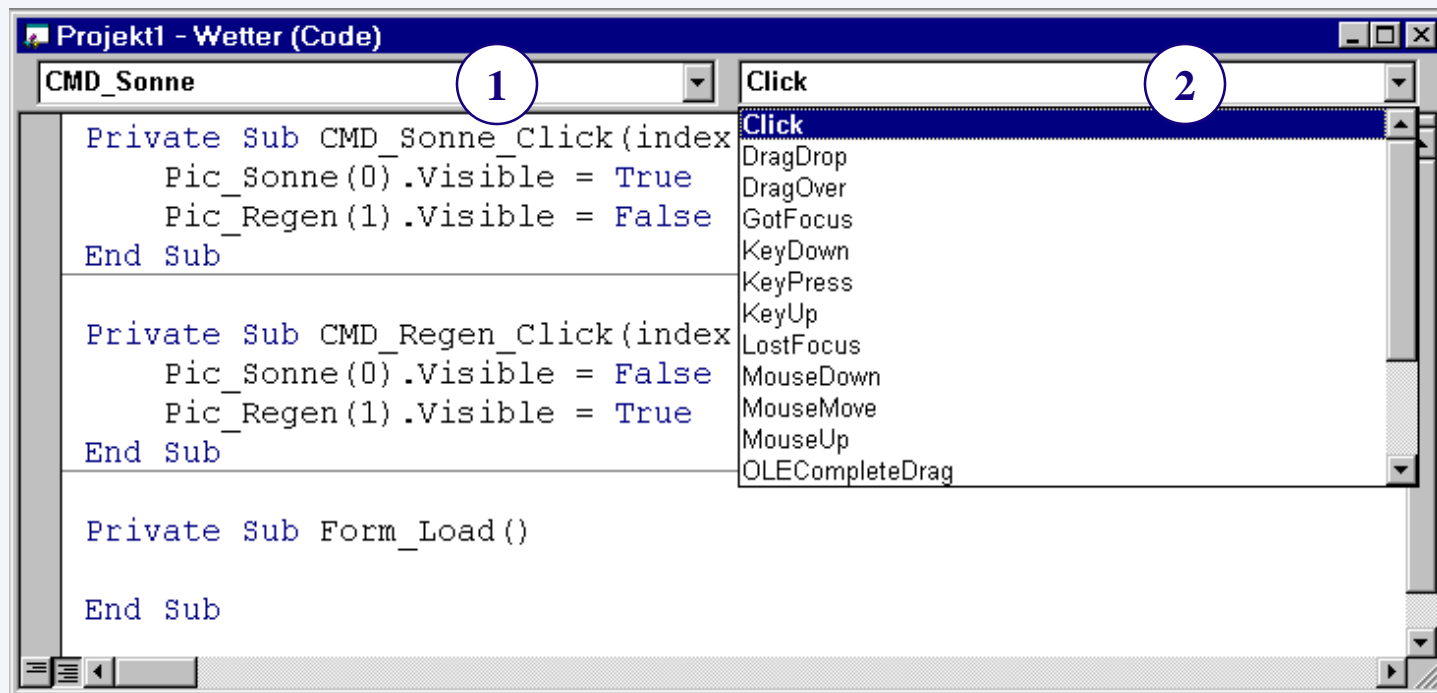 Projekt1 - Wetter (Code)
CMD_Sonne 1
Click 2
Private Sub CMD_Sonne_Click(index
Pic_Sonne(0).Visible = True
Pic_Regen(1).Visible = False
End Sub
Private Sub CMD_Regen_Click(index
Pic_Sonne(0).Visible = False
Pic_Regen(1).Visible = True
End Sub
Private Sub Form_Load()
End Sub
Click
DragDrop
DragOver
GotFocus
KeyDown
KeyPress
KeyUp
LostFocus
MouseDown
MouseMove
MouseUp
OLECompleteDrag